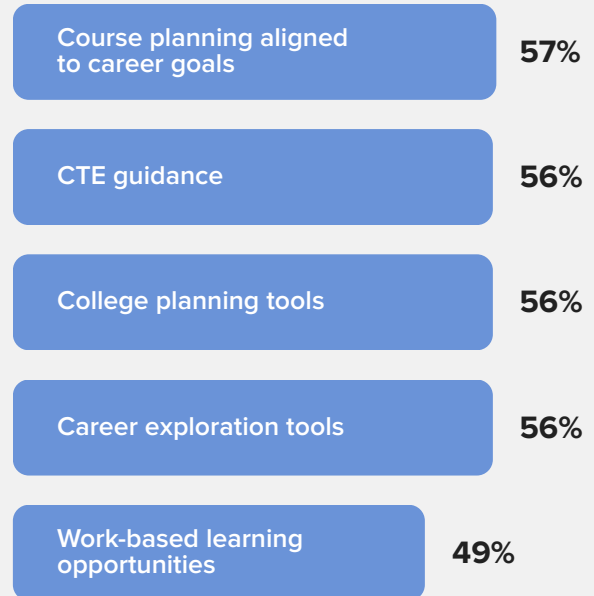 Course planning aligned
to career goals
57%
CTE guidance
56%
College planning tools
56%
Career exploration tools
56%
Work-based learning
opportunities
49%